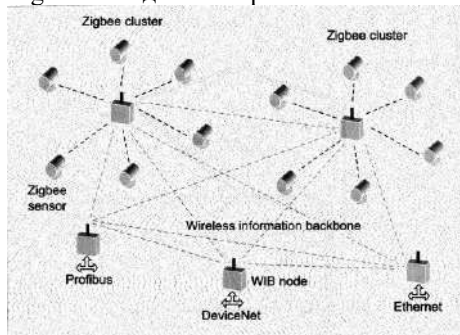 Zigbee cluster
Zigbee cluster
Zigbee
sensor
Wireless information backbone
Profibus
WIB node
DeviceNet
Ethernet